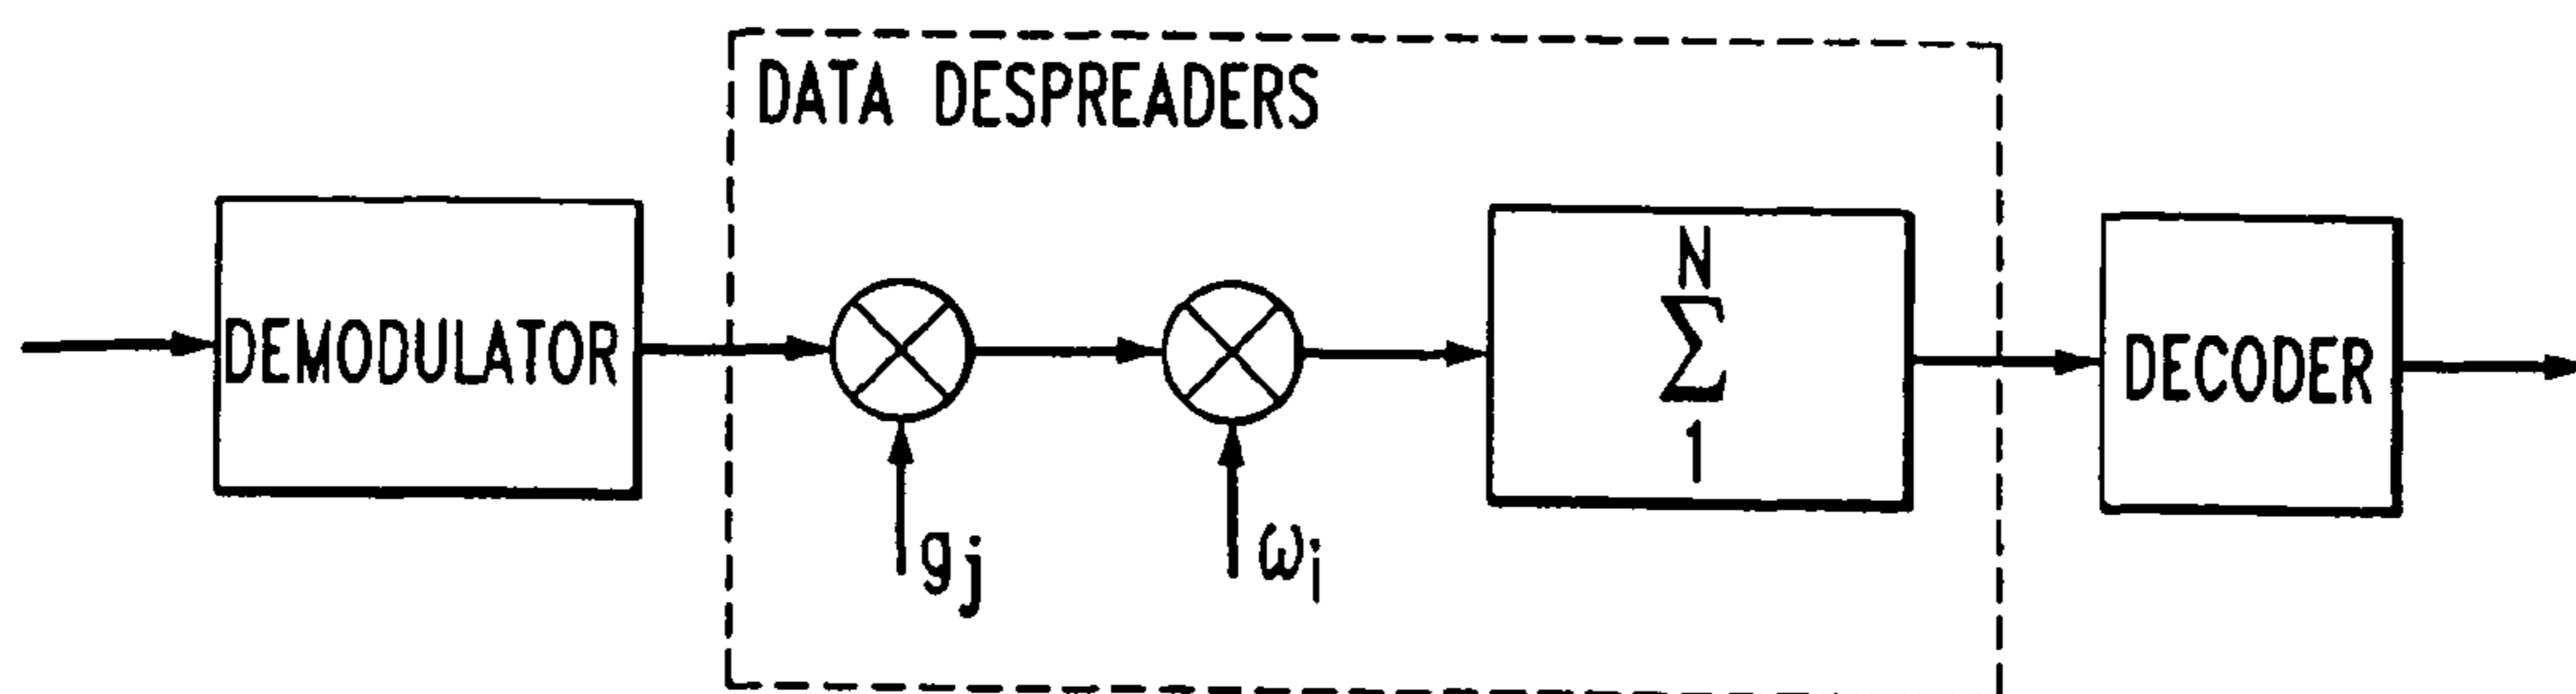 DATA DESPREADERS
DEMODULATOR
N
Σ
1
DECODER
gj
ωi